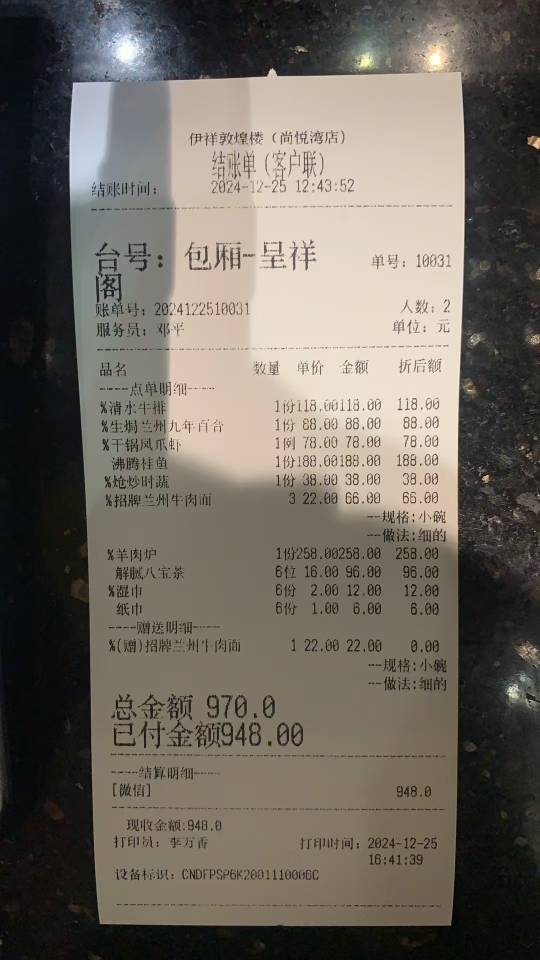 伊祥敦煌楼（尚悦湾店）
结账单（客户联）
结账时间： 2024-12-25 12:43:52
台号：包厢-呈祥 单号：10031
阁
账单号：2024122510031 人数：2
服务员：邓平 单位：元
品名 数量 单价 金额 折后额
----点单明细----
%清水牛排 1份118.00118.00 118.00
%生焗兰州九年百合 1份 88.00 88.00 88.00
%干锅凤爪虾 1例 78.00 78.00 78.00
沸腾桂鱼 1份188.00188.00 188.00
%炝炒时蔬 1份 38.00 38.00 38.00
%招牌兰州牛肉面 3 22.00 66.00 66.00
--规格:小碗
--做法:细的
%羊肉炉 1份258.00258.00 258.00
解腻八宝茶 6位 16.00 96.00 96.00
%湿巾 6份 2.00 12.00 12.00
纸巾 6份 1.00 6.00 6.00
----赠送明细----
%(赠)招牌兰州牛肉面 1 22.00 22.00 0.00
--规格:小碗
--做法:细的
总金额 970.0
已付金额948.00
----结算明细----
[微信] 948.0
现收金额:948.0
打印员：李万香 打印时间：2024-12-25
16:41:39
设备标识：CNDFPSP6K2001110006C